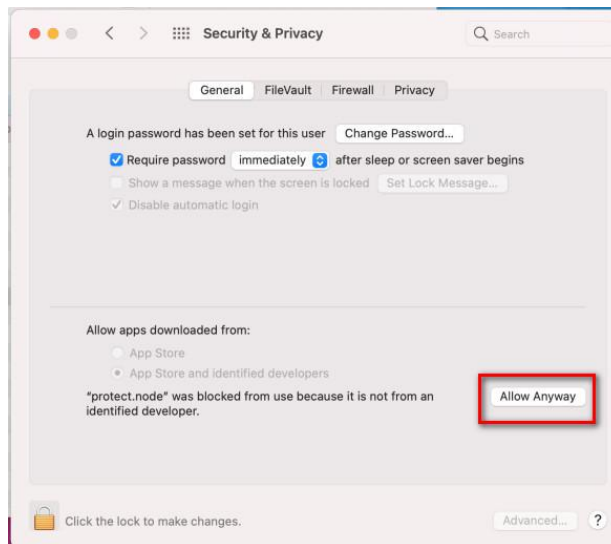 Security & Privacy
Search
General FileVault Firewall Privacy
A login password has been set for this user Change Password...
Require password immediately after sleep or screen saver begins
Show a message when the screen is locked Set Lock Message...
Disable automatic login
Allow apps downloaded from:
App Store
App Store and identified developers
“protect.node” was blocked from use because it is not from an
identified developer.
Allow Anyway
Click the lock to make changes.
Advanced... ?